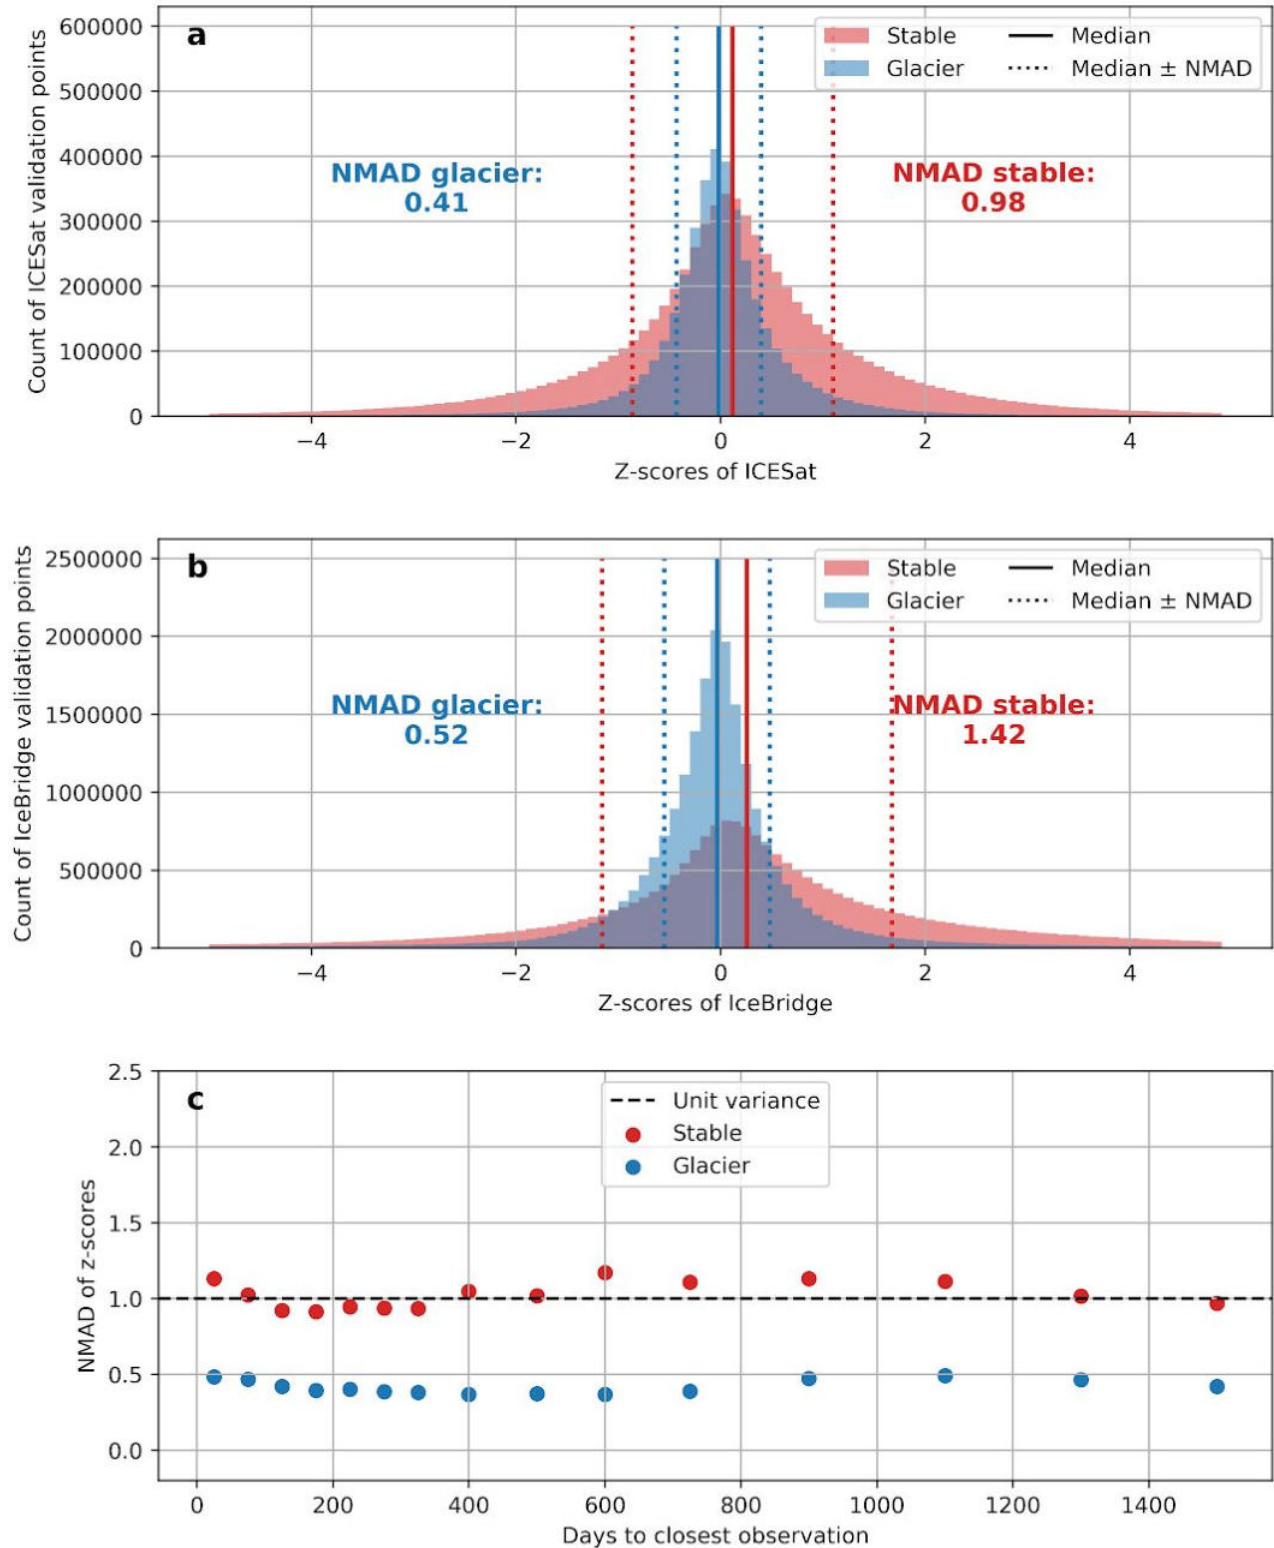 a
600000
500000
400000
300000
200000
100000
0
Count of ICESat validation points
Stable
Glacier
Median
Median ± NMAD
NMAD glacier:
0.41
NMAD stable:
0.98
−4
−2
0
2
4
Z-scores of ICESat
b
2500000
2000000
1500000
1000000
500000
0
Count of IceBridge validation points
Stable
Glacier
Median
Median ± NMAD
NMAD glacier:
0.52
NMAD stable:
1.42
−4
−2
0
2
4
Z-scores of IceBridge
c
2.5
2.0
1.5
1.0
0.5
0.0
NMAD of z-scores
Unit variance
Stable
Glacier
0
200
400
600
800
1000
1200
1400
Days to closest observation